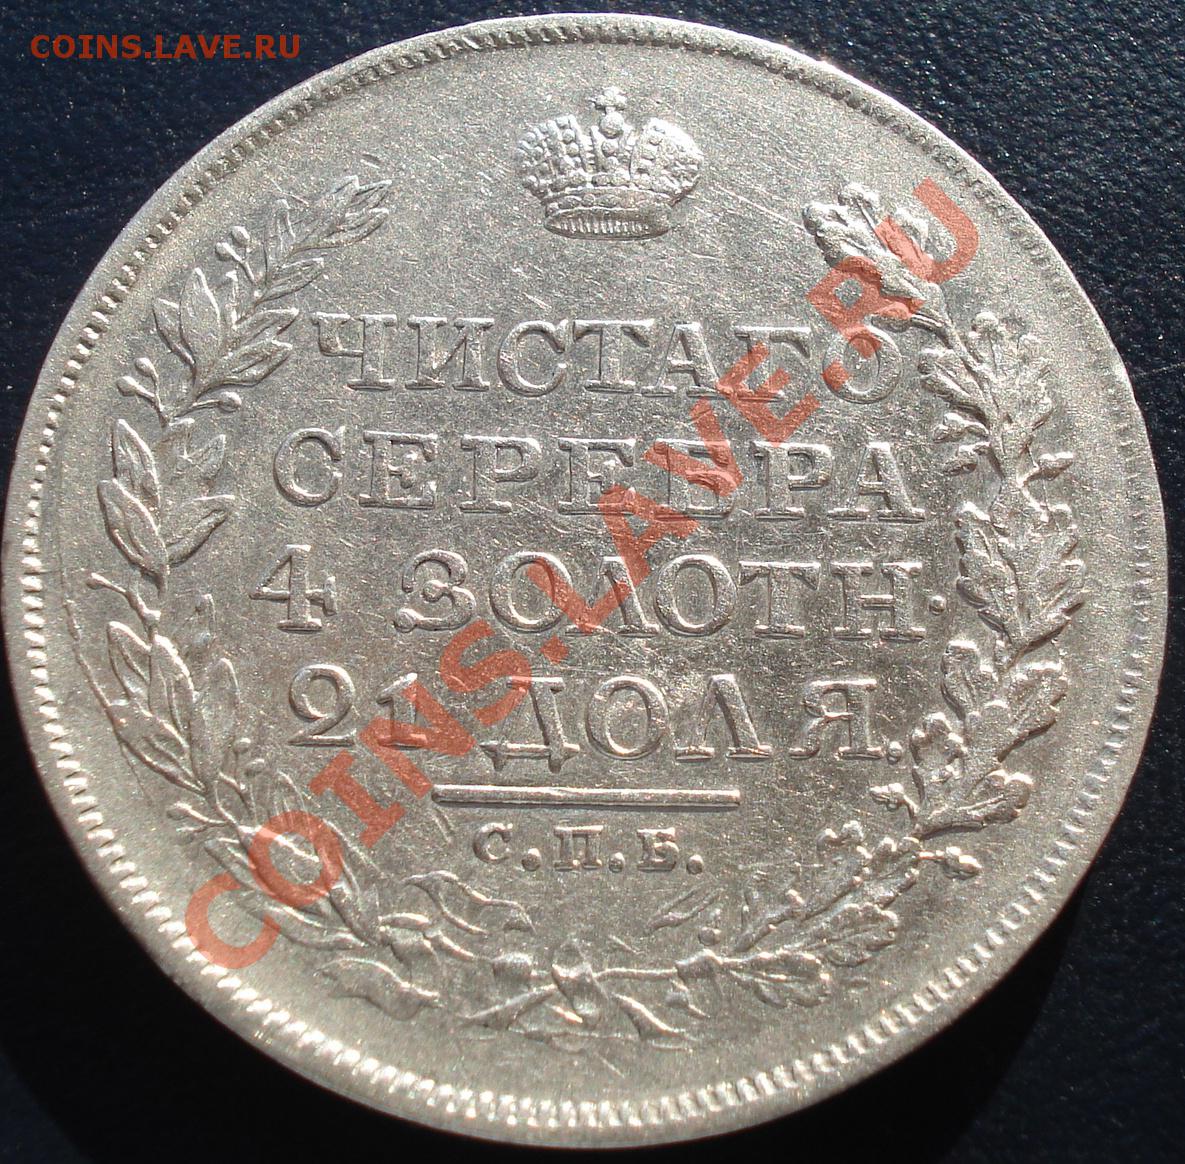 COINS.LAVE.RU
ЧИСТАГО
СЕРЕБРА
4 ЗОЛОТН.
21 ДОЛЯ.
С.П.Б.
COINS.LAVE.RU